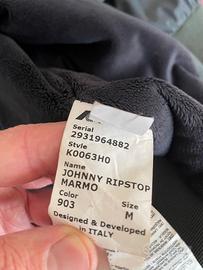 Serial
2931964882
Style
K0063H0
Name
JOHNNY RIPSTOP
MARMO
Color Size
903 M
Designed & Developed
in ITALY